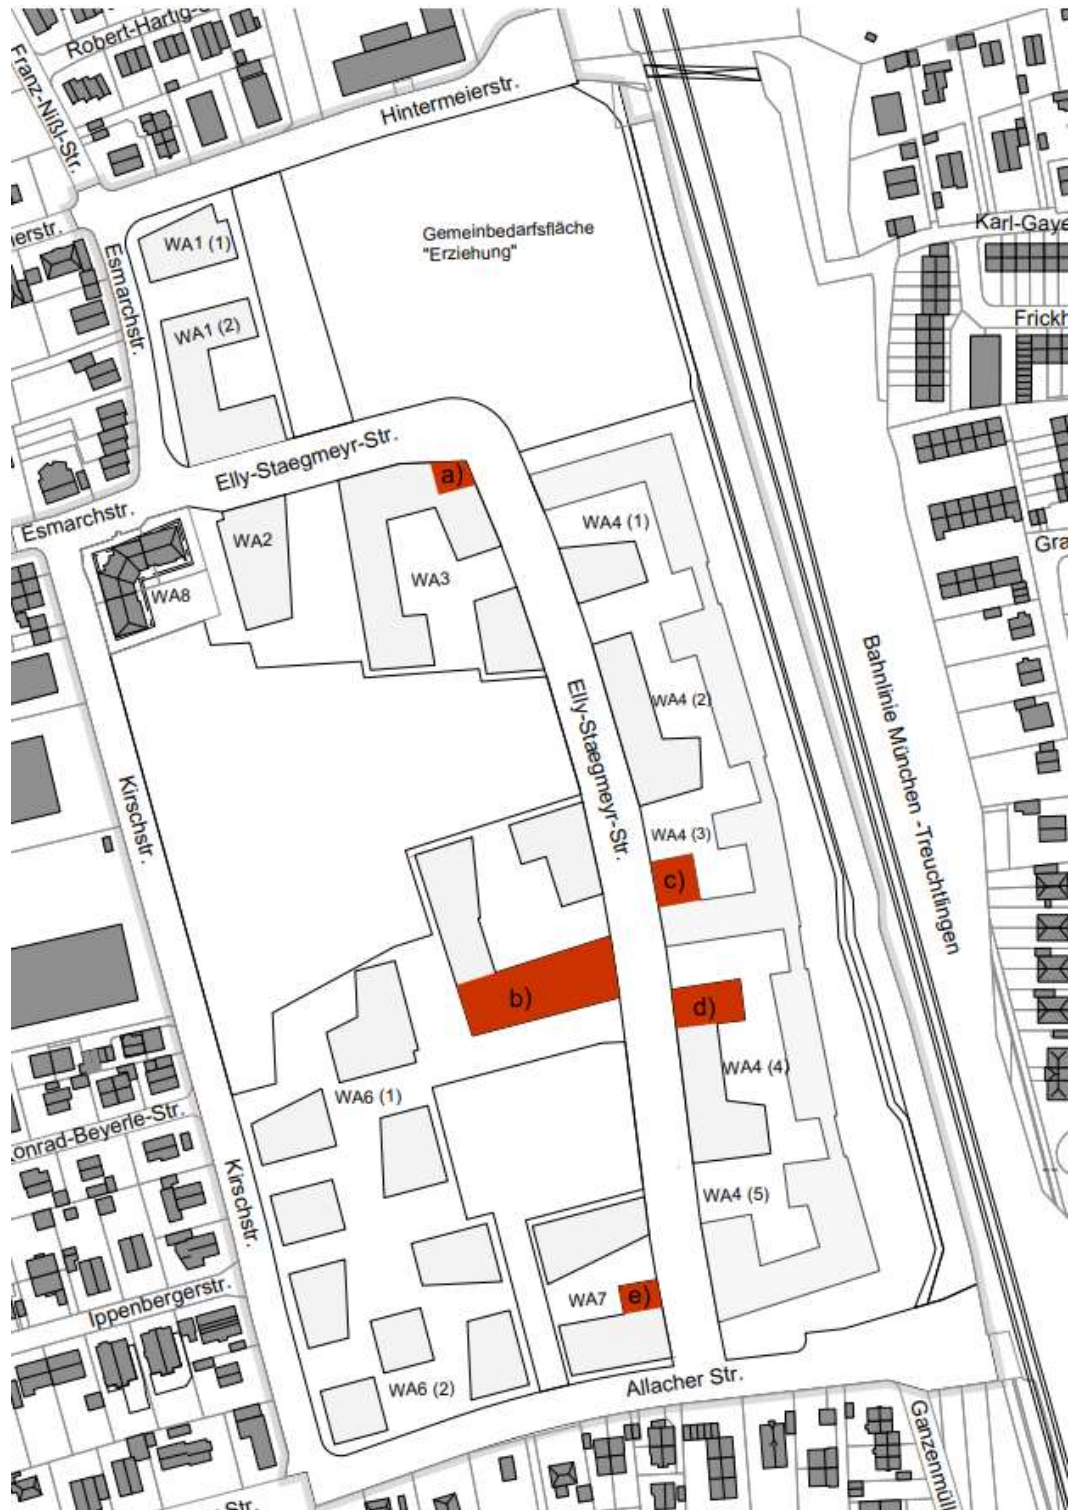 Robert-Hartig-S
Franz-Nißl-Str.
Hintermeierstr.
Karl-Gaye
erstr.
Esmarchstr.
WA1 (1)
Gemeinbedarfsfläche
"Erziehung"
WA1 (2)
Frickh
Elly-Staegmeyr-Str.
a)
Esmarchstr.
WA2
WA4 (1)
Gra
WA3
WA8
Elly-Staegmeyr-Str.
WA4 (2)
Bahnlinie München -Treuchtlingen
Kirschstr.
WA4 (3)
c)
b)
d)
WA4 (4)
WA6 (1)
onrad-Beyerle-Str.
Kirschstr.
WA4 (5)
Ippenbergerstr.
WA7
e)
WA6 (2)
Allacher Str.
Ganzenmüll
Str.